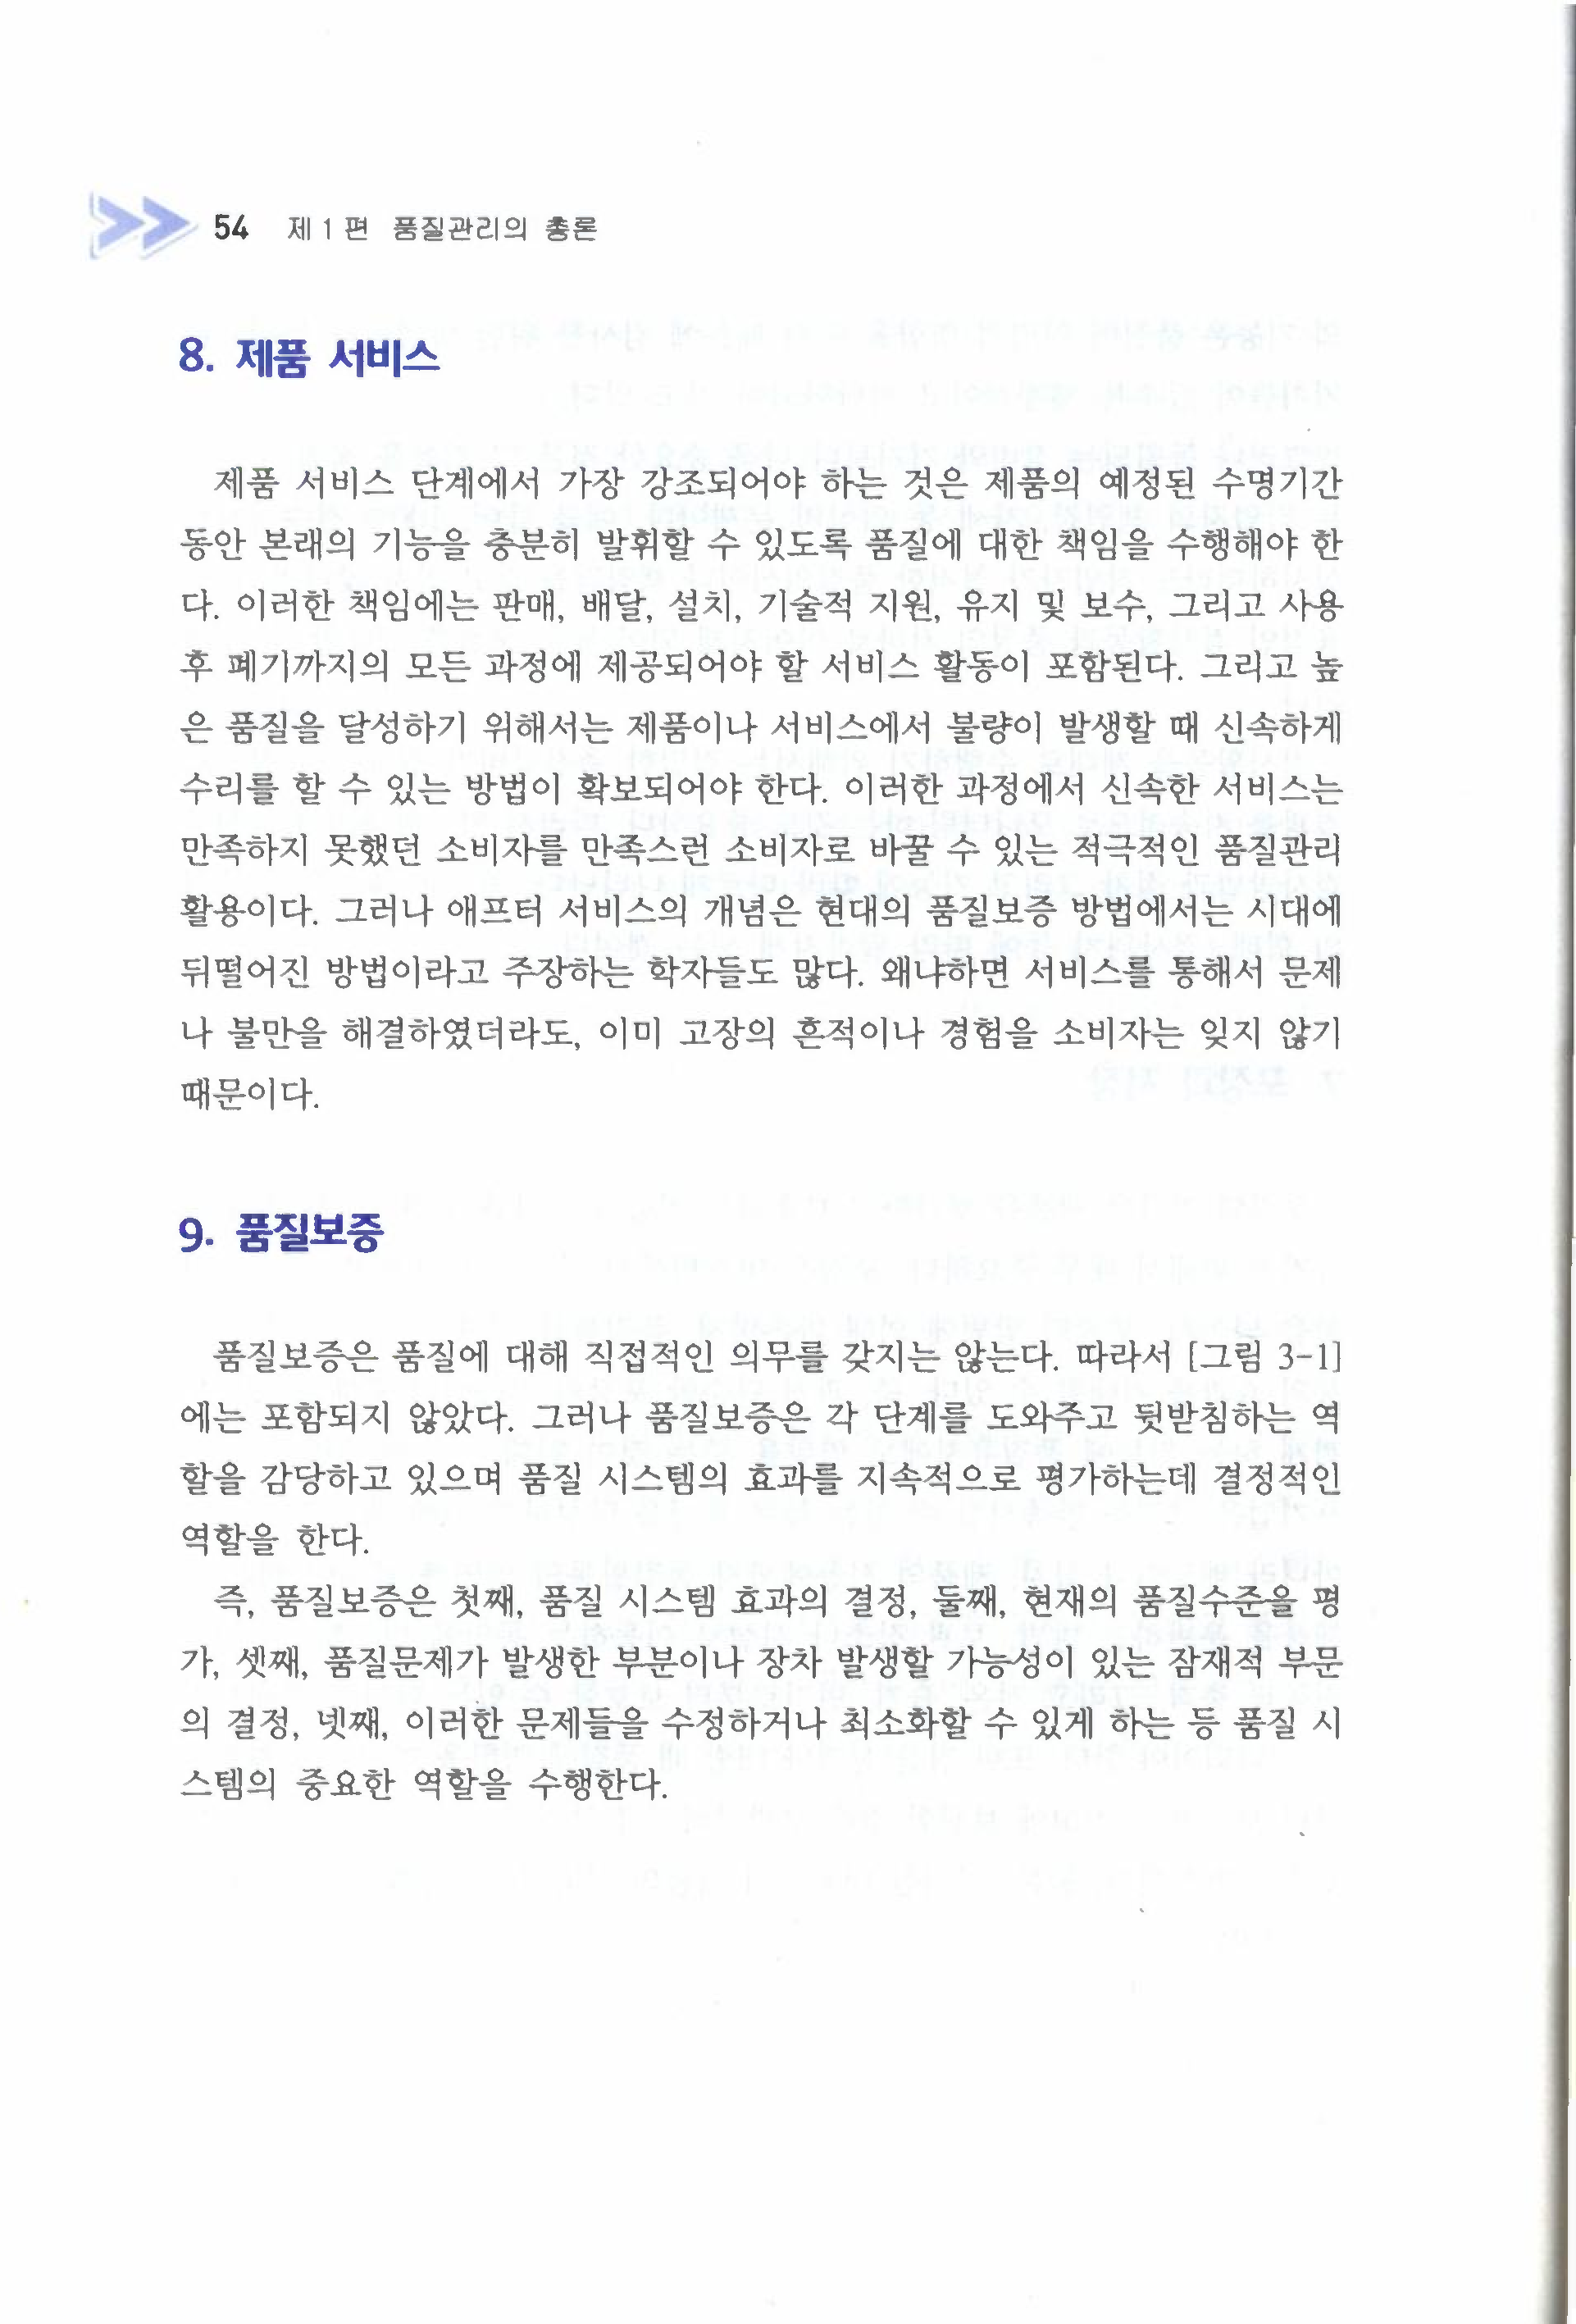 54 제 1 편 품질관리의 총론
8. 제품 서비스
제품 서비스 단계에서 가장 강조되어야 하는 것은 제품의 예정된 수명기간
동안 본래의 기능을 충분히 발휘할 수 있도록 품질에 대한 책임을 수행해야 한
다. 이러한 책임에는 판매, 배달, 설치, 기술적 지원, 유지 및 보수, 그리고 사용
후 폐기까지의 모든 과정에 제공되어야 할 서비스 활동이 포함된다. 그리고 높
은 품질을 달성하기 위해서는 제품이나 서비스에서 불량이 발생할 때 신속하게
수리를 할 수 있는 방법이 확보되어야 한다. 이러한 과정에서 신속한 서비스는
만족하지 못했던 소비자를 만족스런 소비자로 바꿀 수 있는 적극적인 품질관리
활용이다. 그러나 애프터 서비스의 개념은 현대의 품질보증 방법에서는 시대에
뒤떨어진 방법이라고 주장하는 학자들도 많다. 왜냐하면 서비스를 통해서 문제
나 불만을 해결하였더라도, 이미 고장의 흔적이나 경험을 소비자는 잊지 않기
때문이다.
9. 품질보증
품질보증은 품질에 대해 직접적인 의무를 갖지는 않는다. 따라서 [그림 3-1]
에는 포함되지 않았다. 그러나 품질보증은 각 단계를 도와주고 뒷받침하는 역
할을 감당하고 있으며 품질 시스템의 효과를 지속적으로 평가하는데 결정적인
역할을 한다.
즉, 품질보증은 첫째, 품질 시스템 효과의 결정, 둘째, 현재의 품질수준을 평
가, 셋째, 품질문제가 발생한 부분이나 장차 발생할 가능성이 있는 잠재적 부문
의 결정, 넷째, 이러한 문제들을 수정하거나 최소화할 수 있게 하는 등 품질 시
스템의 중요한 역할을 수행한다.